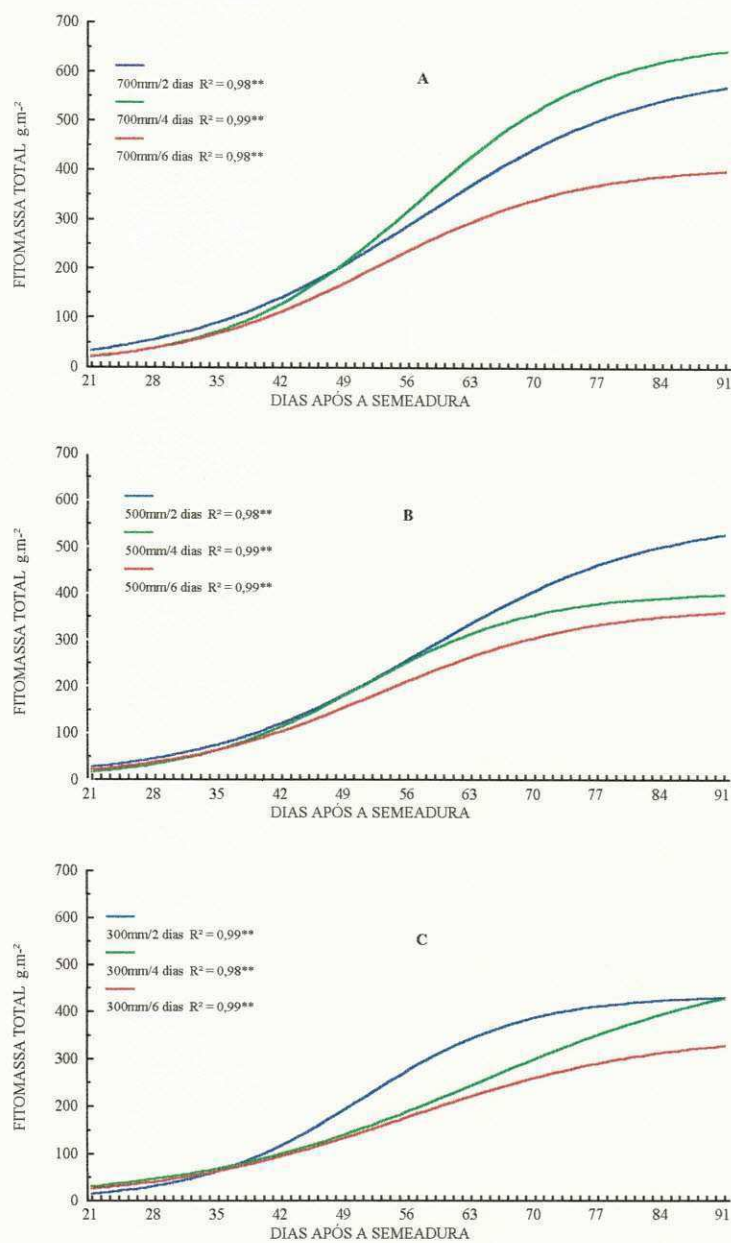 700
600
500
400
300
200
100
0
FITOMASSA TOTAL g.m-²
700mm/2 dias R² = 0,98**
700mm/4 dias R² = 0,99**
700mm/6 dias R² = 0,98**
A
21 28 35 42 49 56 63 70 77 84 91
DIAS APÓS A SEMEADURA
700
600
500
400
300
200
100
0
FITOMASSA TOTAL g.m-²
500mm/2 dias R² = 0,98**
500mm/4 dias R² = 0,99**
500mm/6 dias R² = 0,99**
B
21 28 35 42 49 56 63 70 77 84 91
DIAS APÓS A SEMEADURA
700
600
500
400
300
200
100
0
FITOMASSA TOTAL g.m-²
300mm/2 dias R² = 0,99**
300mm/4 dias R² = 0,98**
300mm/6 dias R² = 0,99**
C
21 28 35 42 49 56 63 70 77 84 91
DIAS APÓS A SEMEADURA